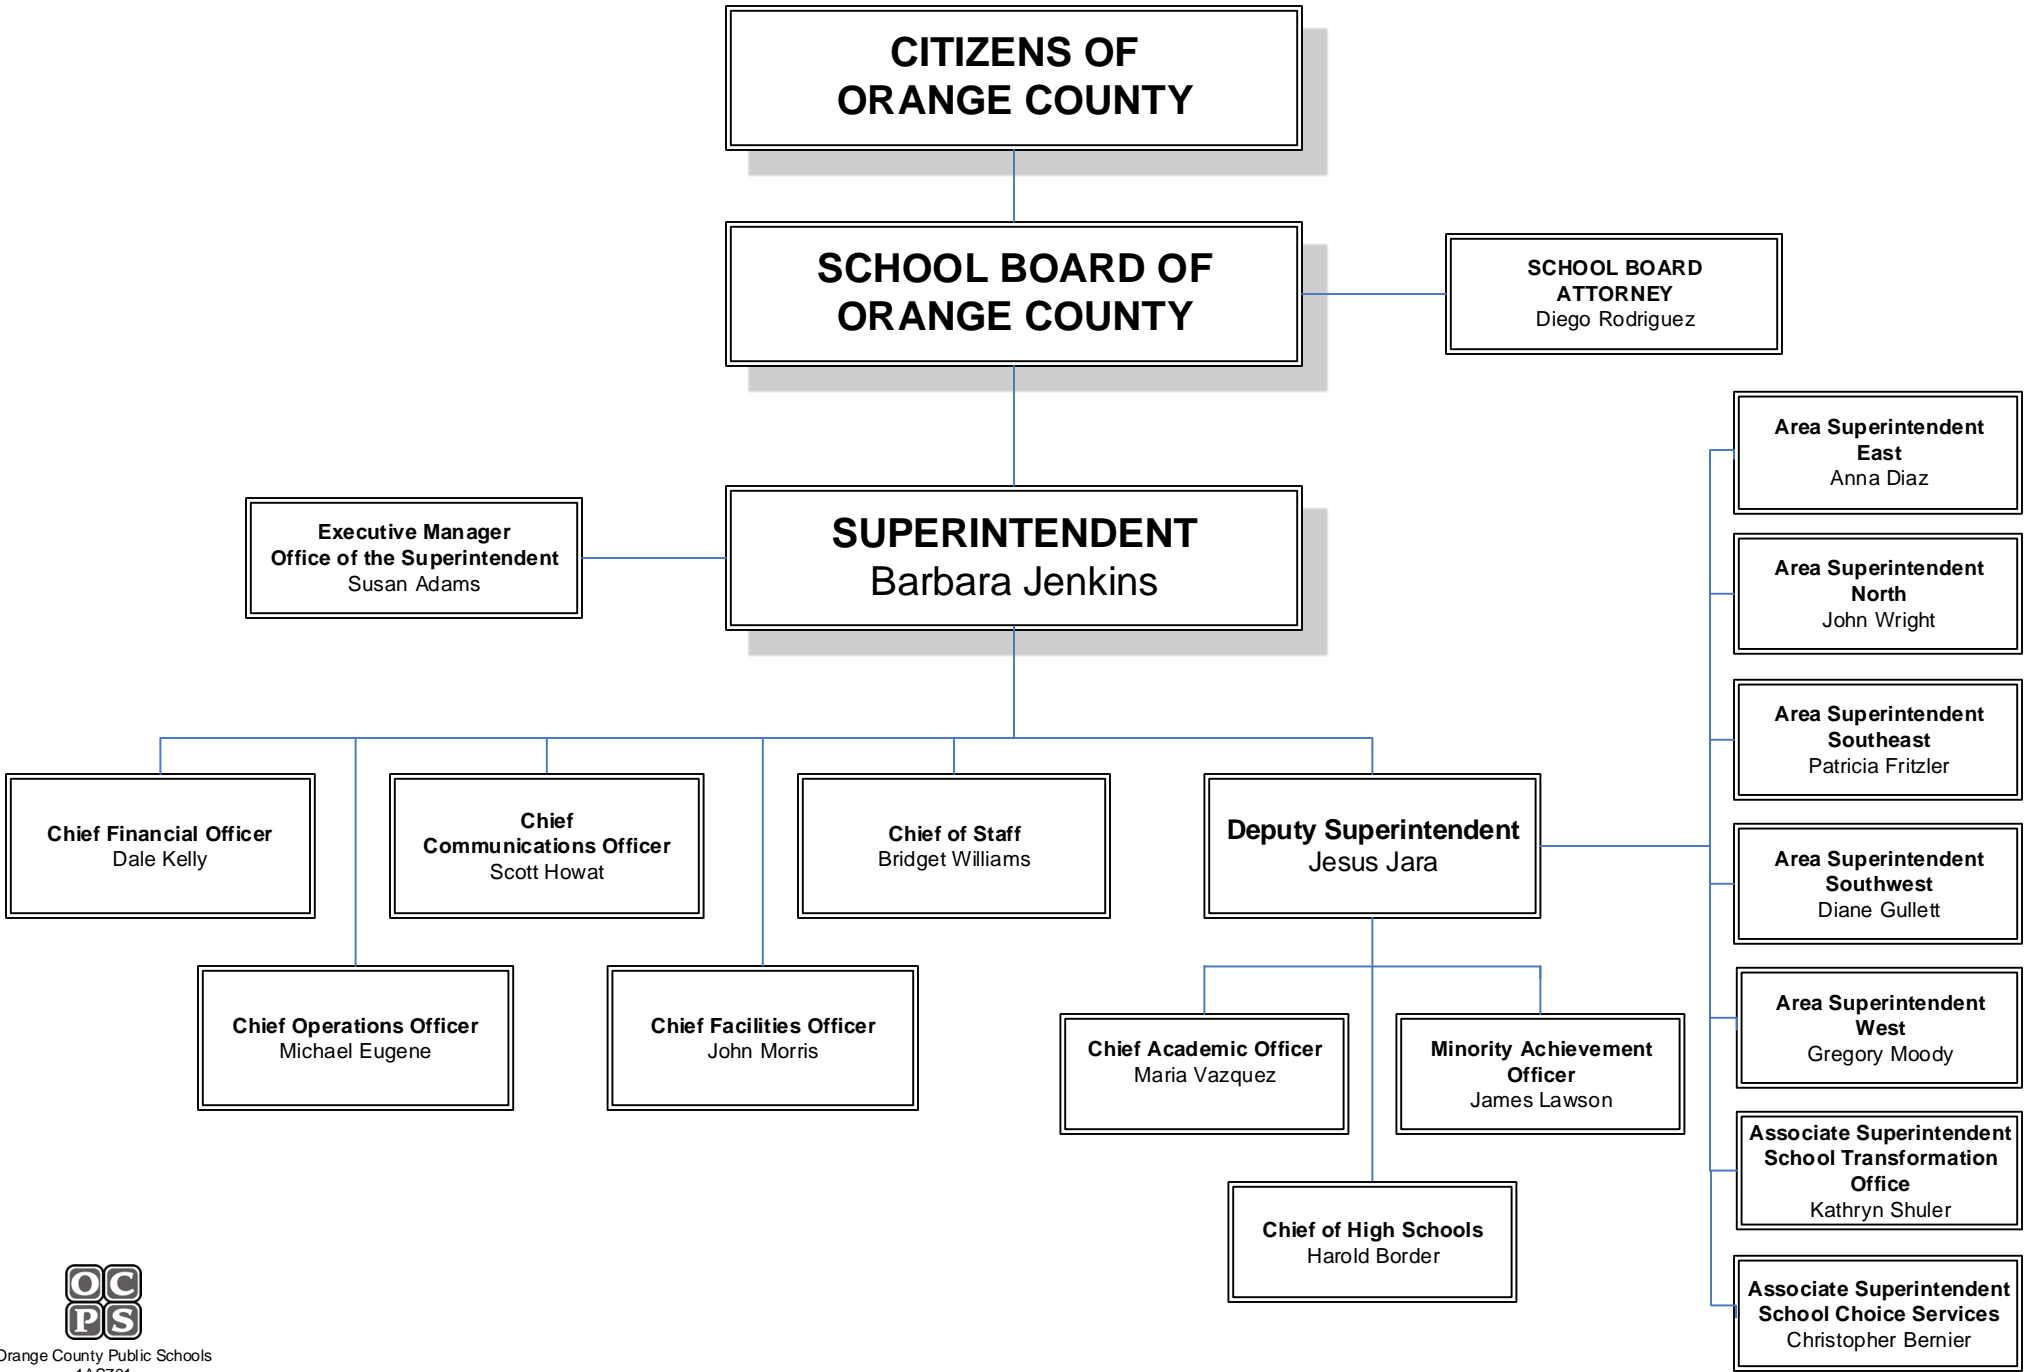 CITIZENS OF
ORANGE COUNTY
SCHOOL BOARD OF
ORANGE COUNTY
SCHOOL BOARD
ATTORNEY
Diego Rodriguez
SUPERINTENDENT
Barbara Jenkins
Executive Manager
Office of the Superintendent
Susan Adams
Chief Financial Officer
Dale Kelly
Chief
Communications Officer
Scott Howat
Chief of Staff
Bridget Williams
Deputy Superintendent
Jesus Jara
Chief Operations Officer
Michael Eugene
Chief Facilities Officer
John Morris
Chief Academic Officer
Maria Vazquez
Minority Achievement
Officer
James Lawson
Chief of High Schools
Harold Border
Area Superintendent
East
Anna Diaz
Area Superintendent
North
John Wright
Area Superintendent
Southeast
Patricia Fritzler
Area Superintendent
Southwest
Diane Gullett
Area Superintendent
West
Gregory Moody
Associate Superintendent
School Transformation
Office
Kathryn Shuler
Associate Superintendent
School Choice Services
Christopher Bernier
OC
PS
Orange County Public Schools